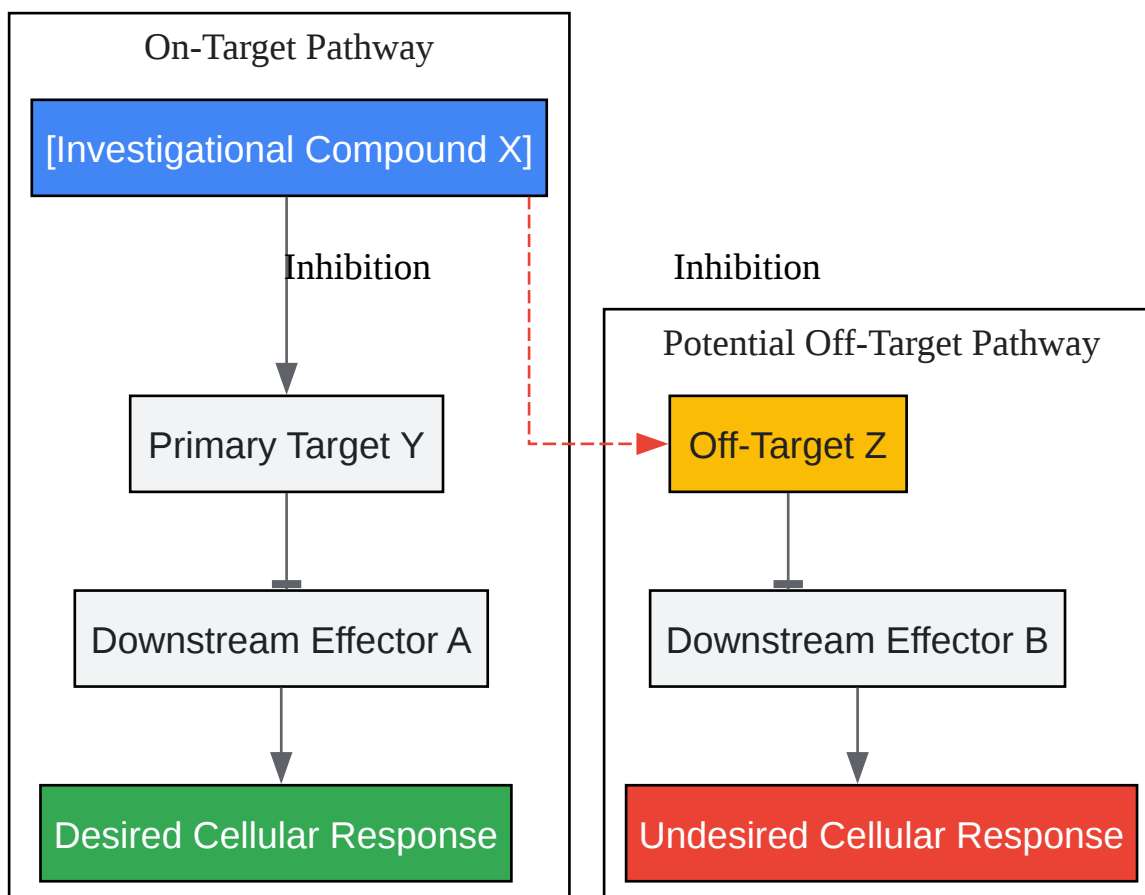 On-Target Pathway
[Investigational Compound X]
Inhibition
Inhibition
Potential Off-Target Pathway
Primary Target Y
Off-Target Z
Downstream Effector A
Downstream Effector B
Desired Cellular Response
Undesired Cellular Response